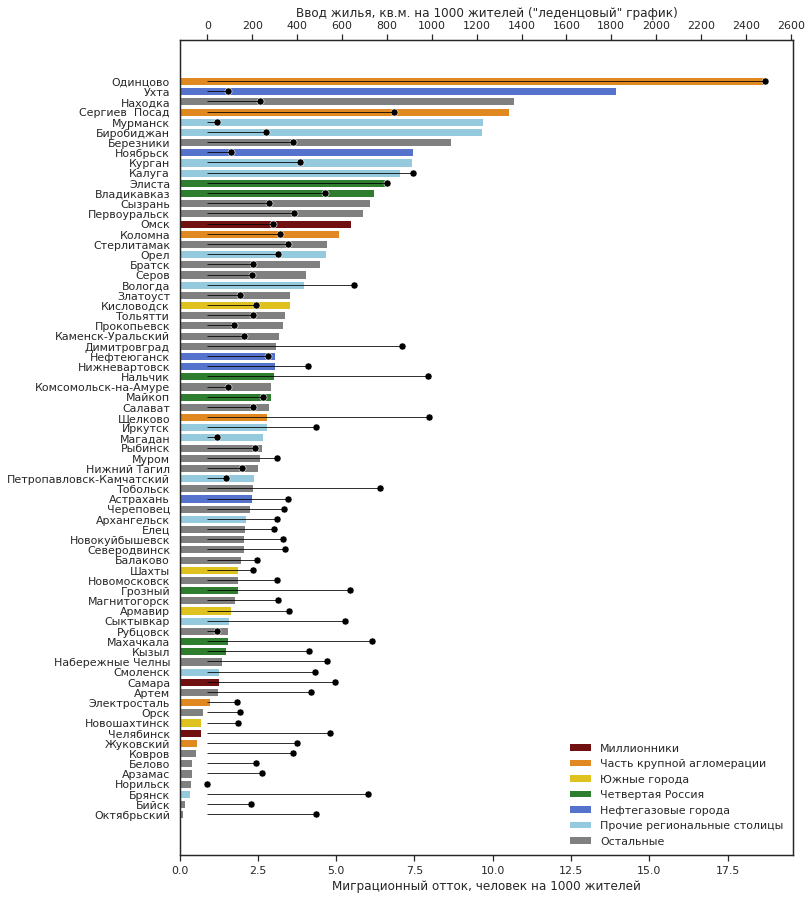 Ввод жилья, кв.м. на 1000 жителей ("леденцовый" график)
0 200 400 600 800 1000 1200 1400 1600 1800 2000 2200 2400 2600
Одинцово
Ухта
Находка
Сергиев Посад
Мурманск
Биробиджан
Березники
Ноябрьск
Курган
Калуга
Элиста
Владикавказ
Сызрань
Первоуральск
Омск
Коломна
Стерлитамак
Орел
Братск
Серов
Вологда
Златоуст
Кисловодск
Тольятти
Прокопьевск
Каменск-Уральский
Димитровград
Нефтеюганск
Нижневартовск
Нальчик
Комсомольск-на-Амуре
Майкоп
Салават
Щелково
Иркутск
Магадан
Рыбинск
Муром
Нижний Тагил
Петропавловск-Камчатский
Тобольск
Астрахань
Череповец
Архангельск
Елец
Новокуйбышевск
Северодвинск
Балаково
Шахты
Новомосковск
Грозный
Магнитогорск
Армавир
Сыктывкар
Рубцовск
Махачкала
Кызыл
Набережные Челны
Смоленск
Самара
Артем
Электросталь
Орск
Новошахтинск
Челябинск
Жуковский
Ковров
Белово
Арзамас
Норильск
Брянск
Бийск
Октябрьский
Миллионники
Часть крупной агломерации
Южные города
Четвертая Россия
Нефтегазовые города
Прочие региональные столицы
Остальные
0.0 2.5 5.0 7.5 10.0 12.5 15.0 17.5
Миграционный отток, человек на 1000 жителей